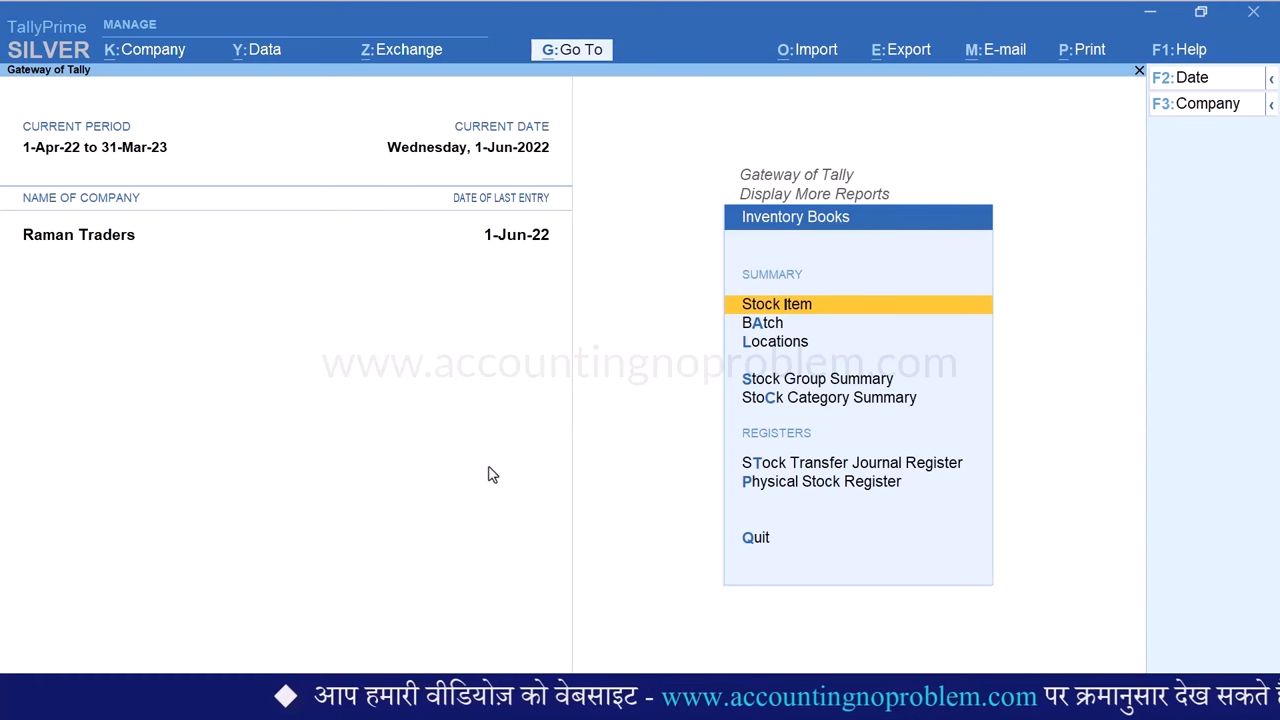 TallyPrime
SILVER
MANAGE
K:Company Y:Data Z:Exchange G:Go To O:Import E:Export M:E-mail P:Print F1:Help
Gateway of Tally
F2:Date
F3:Company
CURRENT PERIOD CURRENT DATE
1-Apr-22 to 31-Mar-23 Wednesday, 1-Jun-2022
NAME OF COMPANY DATE OF LAST ENTRY
Raman Traders 1-Jun-22
Gateway of Tally
Display More Reports
Inventory Books
SUMMARY
Stock Item
BAtch
Locations
Stock Group Summary
StoCk Category Summary
REGISTERS
STock Transfer Journal Register
Physical Stock Register
Quit
www.accountingnoproblem.com
आप हमारी वीडियोज़ को वेबसाइट - www.accountingnoproblem.com पर क्रमानुसार देख सकते